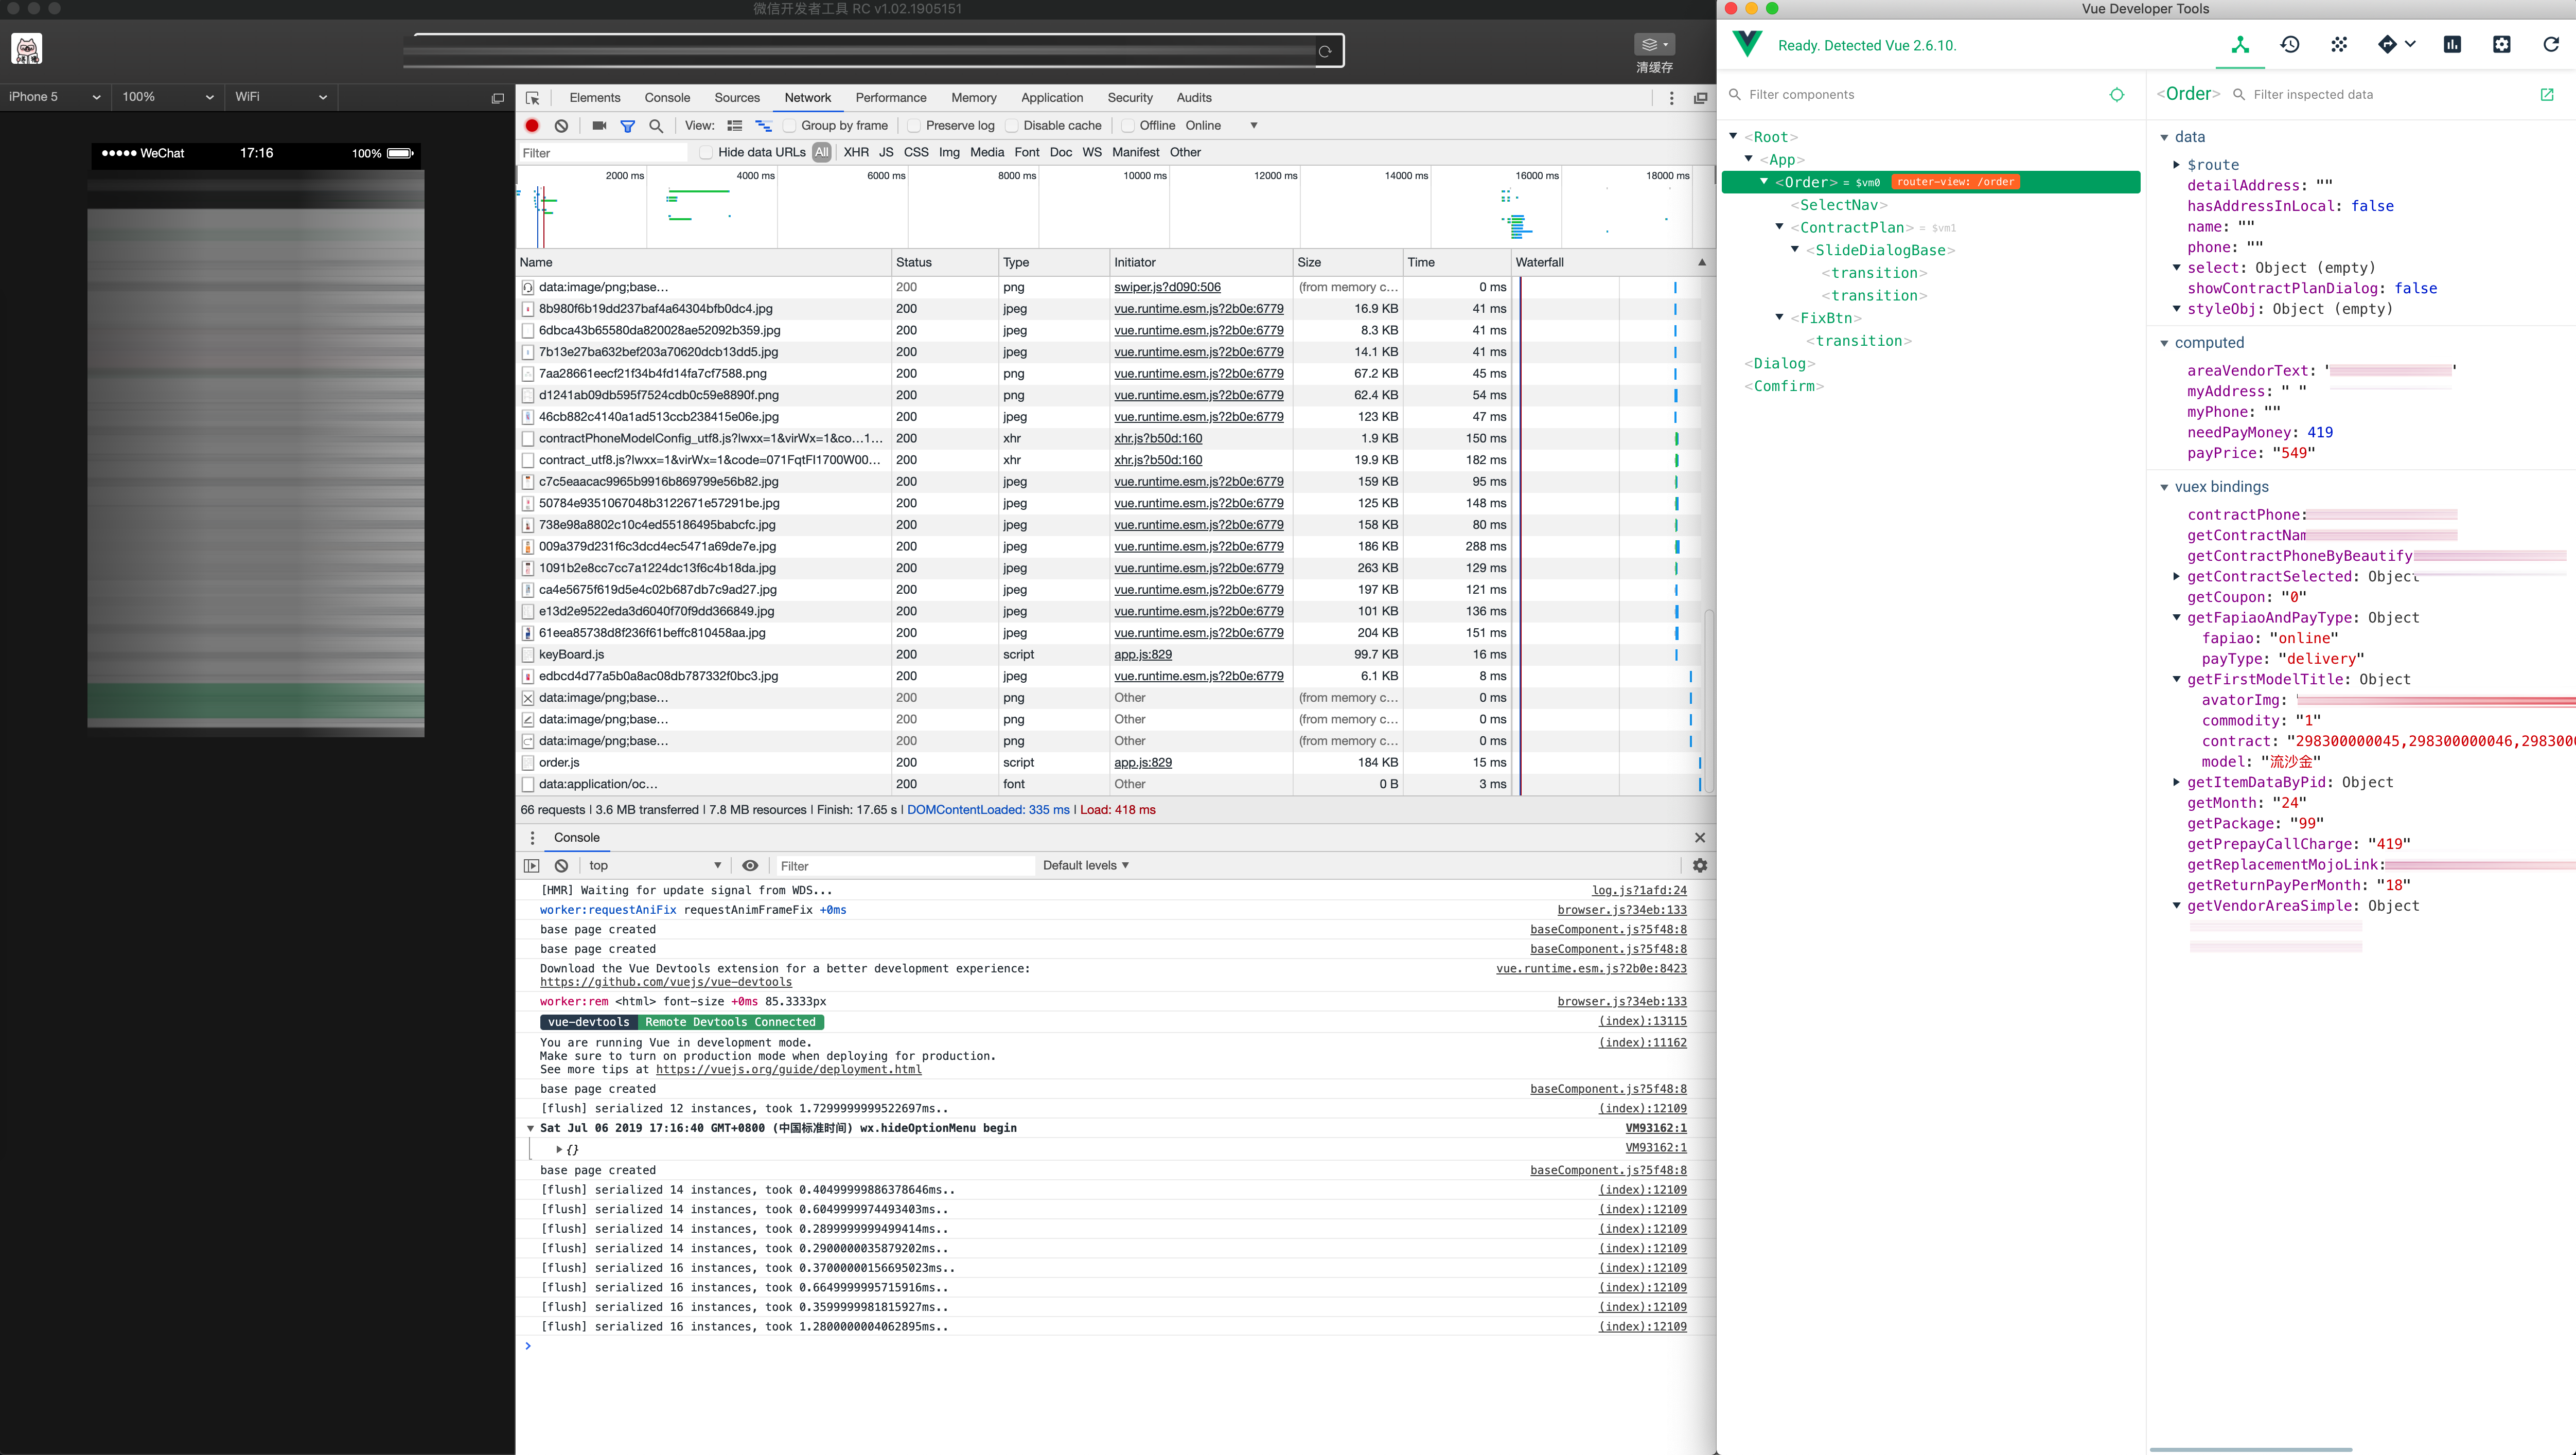 微信开发者工具 RC v1.02.1905151
清缓存
iPhone 5
100%
WiFi
WeChat
17:16
100%
Elements
Console
Sources
Network
Performance
Memory
Application
Security
Audits
View:
Group by frame
Preserve log
Disable cache
Offline
Online
Filter
Hide data URLs
All
XHR
JS
CSS
Img
Media
Font
Doc
WS
Manifest
Other
2000 ms
4000 ms
6000 ms
8000 ms
10000 ms
12000 ms
14000 ms
16000 ms
18000 ms
Name Status Type Initiator Size Time Waterfall
data:image/png;base… 200 png swiper.js?d090:506 (from memory c… 0 ms
8b980f6b19dd237baf4a64304bfb0dc4.jpg 200 jpeg vue.runtime.esm.js?2b0e:6779 16.9 KB 41 ms
6dbca43b65580da820028ae52092b359.jpg 200 jpeg vue.runtime.esm.js?2b0e:6779 8.3 KB 41 ms
7b13e27ba632bef203a70620dcb13dd5.jpg 200 jpeg vue.runtime.esm.js?2b0e:6779 14.1 KB 41 ms
7aa28661eecf21f34b4fd14fa7cf7588.png 200 png vue.runtime.esm.js?2b0e:6779 67.2 KB 45 ms
d1241ab09db595f7524cdb0c59e8890f.png 200 png vue.runtime.esm.js?2b0e:6779 62.4 KB 54 ms
46cb882c4140a1ad513ccb238415e06e.jpg 200 jpeg vue.runtime.esm.js?2b0e:6779 123 KB 47 ms
contractPhoneModelConfig_utf8.js?lwxx=1&virWx=1&co…1… 200 xhr xhr.js?b50d:160 1.9 KB 150 ms
contract_utf8.js?lwxx=1&virWx=1&code=071FqtFI1700W00… 200 xhr xhr.js?b50d:160 19.9 KB 182 ms
c7c5eaacac9965b9916b869799e56b82.jpg 200 jpeg vue.runtime.esm.js?2b0e:6779 159 KB 95 ms
50784e9351067048b3122671e57291be.jpg 200 jpeg vue.runtime.esm.js?2b0e:6779 125 KB 148 ms
738e98a8802c10c4ed55186495babcfc.jpg 200 jpeg vue.runtime.esm.js?2b0e:6779 158 KB 80 ms
009a379d231f6c3dcd4ec5471a69de7e.jpg 200 jpeg vue.runtime.esm.js?2b0e:6779 186 KB 288 ms
1091b2e8cc7cc7a1224dc13f6c4b18da.jpg 200 jpeg vue.runtime.esm.js?2b0e:6779 263 KB 129 ms
ca4e5675f619d5e4c02b687db7c9ad27.jpg 200 jpeg vue.runtime.esm.js?2b0e:6779 197 KB 121 ms
e13d2e9522eda3d6040f70f9dd366849.jpg 200 jpeg vue.runtime.esm.js?2b0e:6779 101 KB 136 ms
61eea85738d8f236f61beffc810458aa.jpg 200 jpeg vue.runtime.esm.js?2b0e:6779 204 KB 151 ms
keyBoard.js 200 script app.js:829 99.7 KB 16 ms
edbcd4d77a5b0a8ac08db787332f0bc3.jpg 200 jpeg vue.runtime.esm.js?2b0e:6779 6.1 KB 8 ms
data:image/png;base… 200 png Other (from memory c… 0 ms
data:image/png;base… 200 png Other (from memory c… 0 ms
data:image/png;base… 200 png Other (from memory c… 0 ms
order.js 200 script app.js:829 184 KB 15 ms
data:application/oc… 200 font Other 0 B 3 ms
66 requests | 3.6 MB transferred | 7.8 MB resources | Finish: 17.65 s | DOMContentLoaded: 335 ms | Load: 418 ms
Console
top
Filter
Default levels
[HMR] Waiting for update signal from WDS... log.js?1afd:24
worker:requestAniFix requestAnimFrameFix +0ms browser.js?34eb:133
base page created baseComponent.js?5f48:8
base page created baseComponent.js?5f48:8
Download the Vue Devtools extension for a better development experience: vue.runtime.esm.js?2b0e:8423
https://github.com/vuejs/vue-devtools
worker:rem <html> font-size +0ms 85.3333px browser.js?34eb:133
vue-devtools Remote Devtools Connected (index):13115
You are running Vue in development mode. (index):11162
Make sure to turn on production mode when deploying for production.
See more tips at https://vuejs.org/guide/deployment.html
base page created baseComponent.js?5f48:8
[flush] serialized 12 instances, took 1.7299999999522697ms.. (index):12109
Sat Jul 06 2019 17:16:40 GMT+0800 (中国标准时间) wx.hideOptionMenu begin VM93162:1
{} VM93162:1
base page created baseComponent.js?5f48:8
[flush] serialized 14 instances, took 0.40499999886378646ms.. (index):12109
[flush] serialized 14 instances, took 0.6049999974493403ms.. (index):12109
[flush] serialized 14 instances, took 0.2899999999499414ms.. (index):12109
[flush] serialized 14 instances, took 0.2900000035879202ms.. (index):12109
[flush] serialized 16 instances, took 0.37000000156695023ms.. (index):12109
[flush] serialized 16 instances, took 0.6649999995715916ms.. (index):12109
[flush] serialized 16 instances, took 0.3599999981815927ms.. (index):12109
[flush] serialized 16 instances, took 1.2800000004062895ms.. (index):12109
Vue Developer Tools
Ready. Detected Vue 2.6.10.
Filter components
<Root>
<App>
<Order> = $vm0 router-view: /order
<SelectNav>
<ContractPlan> = $vm1
<SlideDialogBase>
<transition>
<transition>
<FixBtn>
<transition>
<Dialog>
<Comfirm>
<Order>
Filter inspected data
data
$route
detailAddress: ""
hasAddressInLocal: false
name: ""
phone: ""
select: Object (empty)
showContractPlanDialog: false
styleObj: Object (empty)
computed
areaVendorText: '
myAddress: " "
myPhone: ""
needPayMoney: 419
payPrice: "549"
vuex bindings
contractPhone:
getContractNam
getContractPhoneByBeautify
getContractSelected: Object
getCoupon: "0"
getFapiaoAndPayType: Object
fapiao: "online"
payType: "delivery"
getFirstModelTitle: Object
avatorImg:
commodity: "1"
contract: "298300000045,298300000046,298300
model: "流沙金"
getItemDataByPid: Object
getMonth: "24"
getPackage: "99"
getPrepayCallCharge: "419"
getReplacementMojoLink:
getReturnPayPerMonth: "18"
getVendorAreaSimple: Object